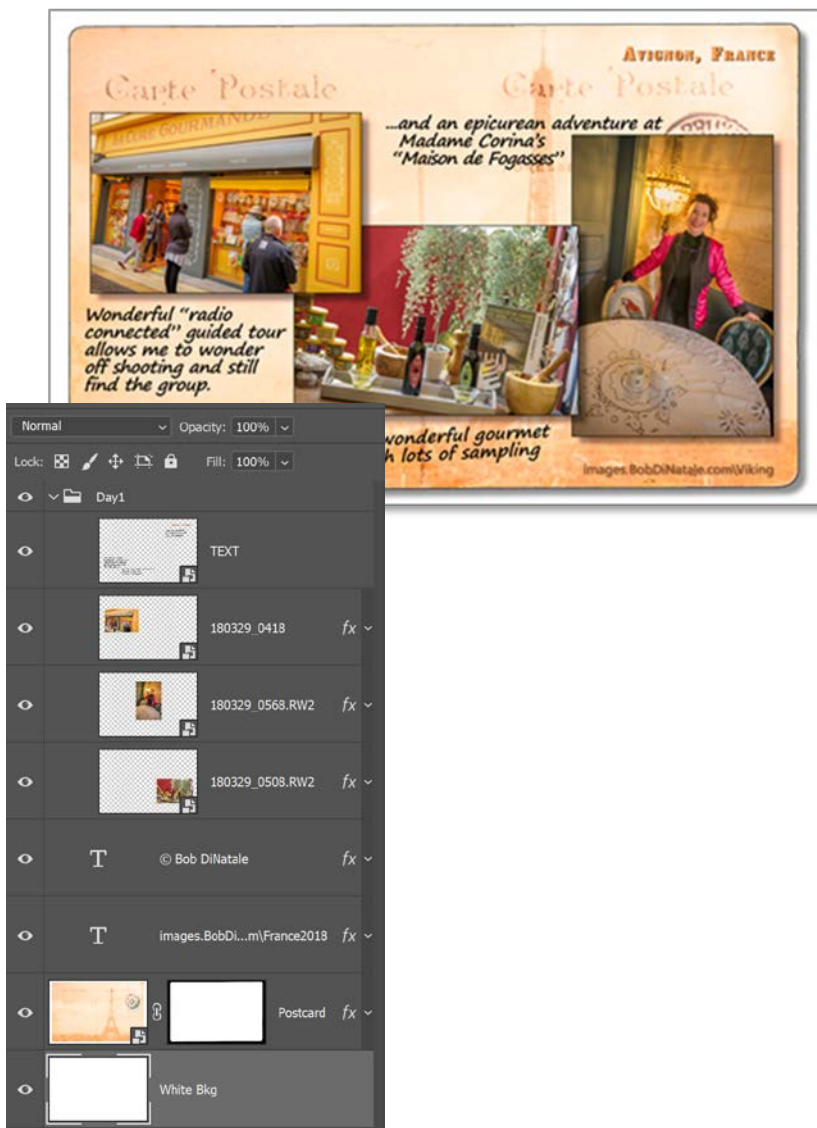 AVIGNON, FRANCE
Carte Postale
Carte Postale
LA CURE GOURMANDE
...and an epicurean adventure at
Madame Corina's
"Maison de Fogasses"
Wonderful "radio
connected" guided tour
allows me to wonder
off shooting and still
find the group.
wonderful gourmet
lots of sampling
images.BobDiNatale.com\Viking
Normal
Opacity: 100%
Lock:
Fill: 100%
Day1
TEXT
180329_0418
fx
180329_0568.RW2
fx
180329_0508.RW2
fx
T
© Bob DiNatale
fx
T
images.BobDi...m\France2018
fx
Postcard
fx
White Bkg